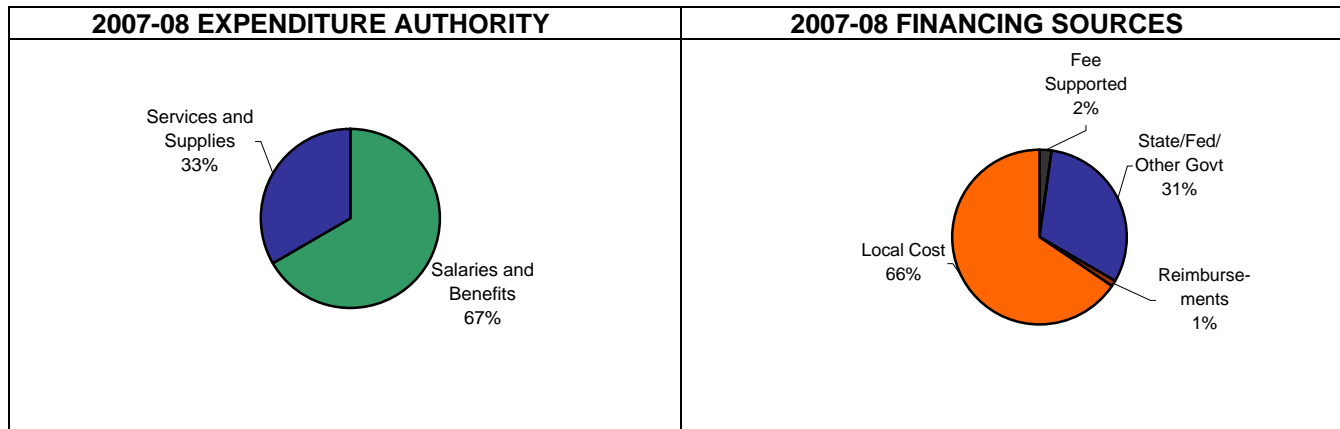 2007-08 EXPENDITURE AUTHORITY
Services and
Supplies
33%
Salaries and
Benefits
67%
2007-08 FINANCING SOURCES
Fee
Supported
2%
State/Fed/
Other Govt
31%
Local Cost
66%
Reimburse-
ments
1%